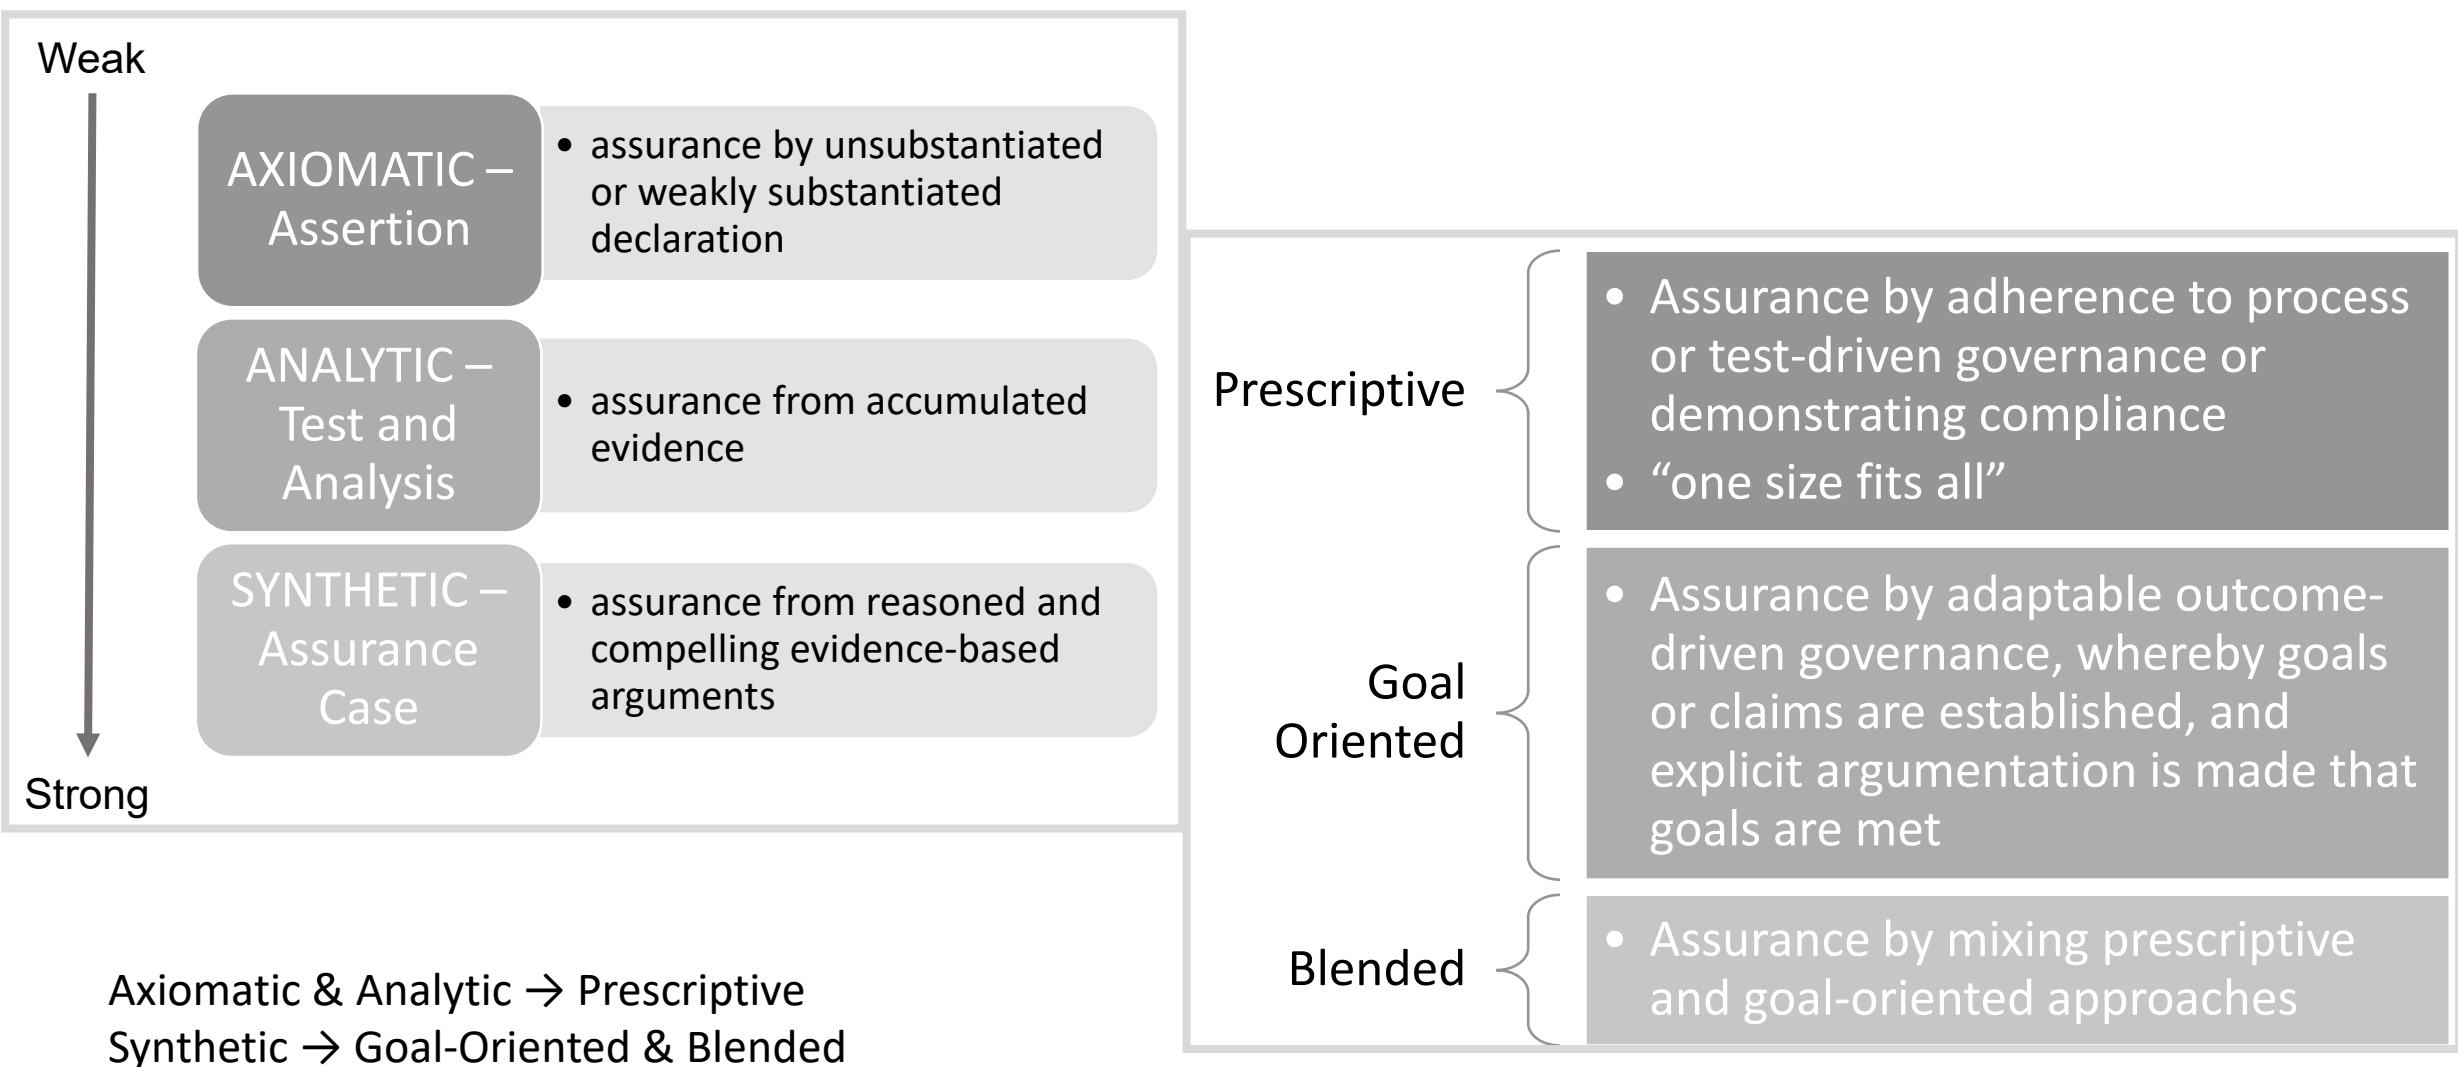 Weak
AXIOMATIC –
Assertion
• assurance by unsubstantiated
or weakly substantiated
declaration
ANALYTIC –
Test and
Analysis
• assurance from accumulated
evidence
SYNTHETIC –
Assurance
Case
• assurance from reasoned and
compelling evidence-based
arguments
Strong
Prescriptive
• Assurance by adherence to process
or test-driven governance or
demonstrating compliance
• “one size fits all”
Goal
Oriented
• Assurance by adaptable outcome-
driven governance, whereby goals
or claims are established, and
explicit argumentation is made that
goals are met
Blended
• Assurance by mixing prescriptive
and goal-oriented approaches
Axiomatic & Analytic → Prescriptive
Synthetic → Goal-Oriented & Blended